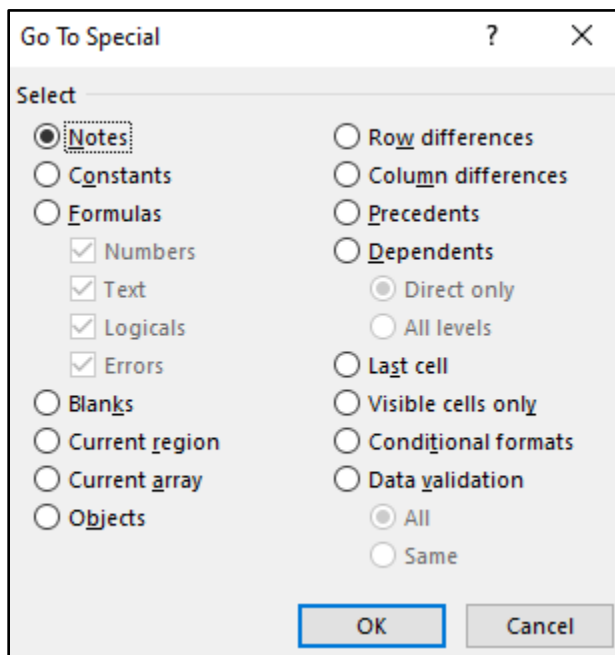 Go To Special ? ×
Select
Notes
Constants
Formulas
Numbers
Text
Logicals
Errors
Blanks
Current region
Current array
Objects
Row differences
Column differences
Precedents
Dependents
Direct only
All levels
Last cell
Visible cells only
Conditional formats
Data validation
All
Same
OK
Cancel